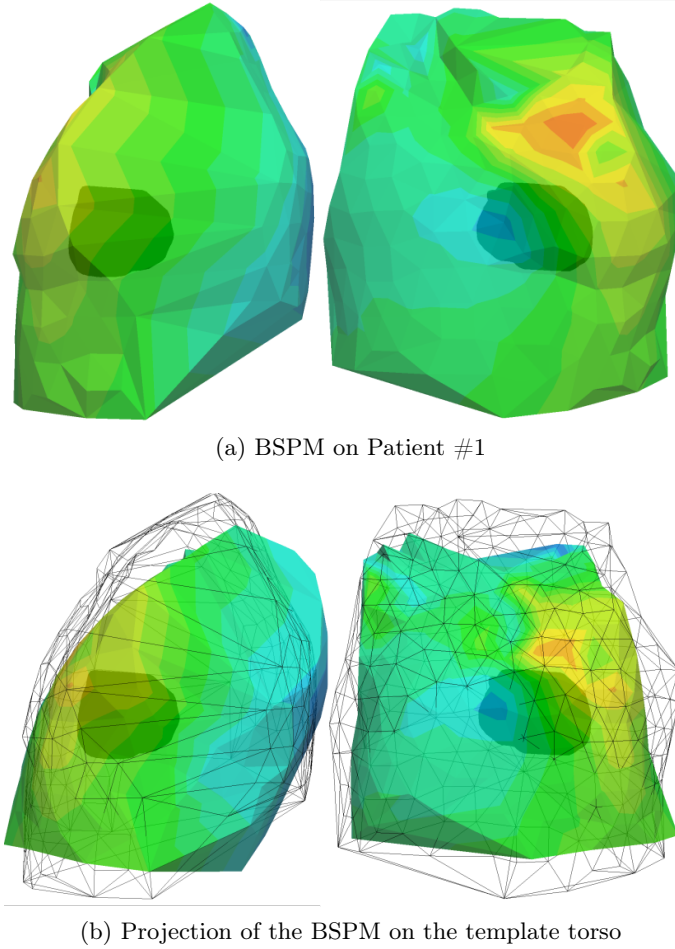 (a) BSPM on Patient #1
(b) Projection of the BSPM on the template torso